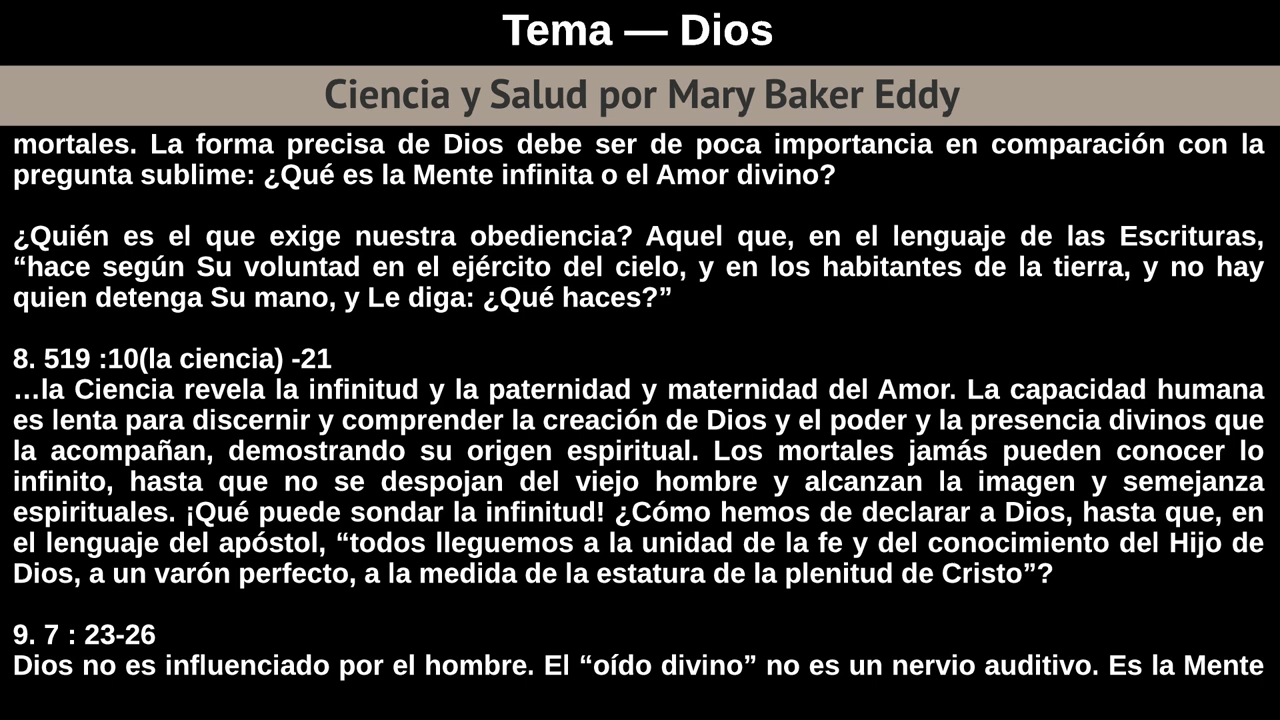 Tema — Dios
Ciencia y Salud por Mary Baker Eddy
mortales. La forma precisa de Dios debe ser de poca importancia en comparación con la
pregunta sublime: ¿Qué es la Mente infinita o el Amor divino?
¿Quién es el que exige nuestra obediencia? Aquel que, en el lenguaje de las Escrituras,
“hace según Su voluntad en el ejército del cielo, y en los habitantes de la tierra, y no hay
quien detenga Su mano, y Le diga: ¿Qué haces?”
8. 519 :10(la ciencia) -21
…la Ciencia revela la infinitud y la paternidad y maternidad del Amor. La capacidad humana
es lenta para discernir y comprender la creación de Dios y el poder y la presencia divinos que
la acompañan, demostrando su origen espiritual. Los mortales jamás pueden conocer lo
infinito, hasta que no se despojan del viejo hombre y alcanzan la imagen y semejanza
espirituales. ¡Qué puede sondar la infinitud! ¿Cómo hemos de declarar a Dios, hasta que, en
el lenguaje del apóstol, “todos lleguemos a la unidad de la fe y del conocimiento del Hijo de
Dios, a un varón perfecto, a la medida de la estatura de la plenitud de Cristo”?
9. 7 : 23-26
Dios no es influenciado por el hombre. El “oído divino” no es un nervio auditivo. Es la Mente